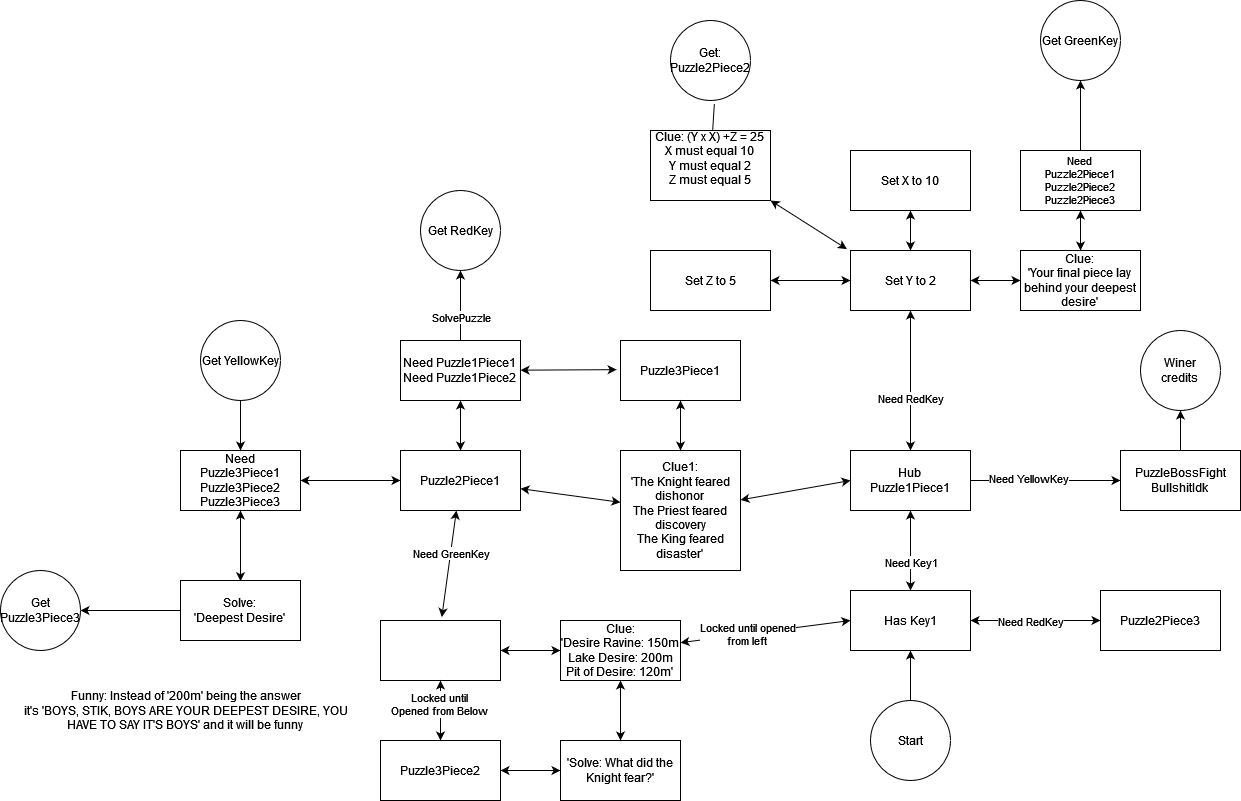 Get GreenKey
Get:
Puzzle2Piece2
Clue: (Y x X) +Z = 25
X must equal 10
Y must equal 2
Z must equal 5
Set X to 10
Need
Puzzle2Piece1
Puzzle2Piece2
Puzzle2Piece3
Get RedKey
Set Z to 5
Set Y to 2
Clue:
'Your final piece lay
behind your deepest
desire'
SolvePuzzle
Get YellowKey
Need Puzzle1Piece1
Need Puzzle1Piece2
Puzzle3Piece1
Need RedKey
Winer
credits
Need
Puzzle3Piece1
Puzzle3Piece2
Puzzle3Piece3
Puzzle2Piece1
Clue1:
'The Knight feared
dishonor
The Priest feared
discovery
The King feared
disaster'
Hub
Puzzle1Piece1
Need YellowKey
PuzzleBossFight
BullshitIdk
Need GreenKey
Need Key1
Get
Puzzle3Piece3
Solve:
'Deepest Desire'
Clue:
'Desire Ravine: 150m
Lake Desire: 200m
Pit of Desire: 120m'
Locked until opened
from left
Has Key1
Need RedKey
Puzzle2Piece3
Funny: Instead of '200m' being the answer
it's 'BOYS, STIK, BOYS ARE YOUR DEEPEST DESIRE, YOU
HAVE TO SAY IT'S BOYS' and it will be funny
Locked until
Opened from Below
Start
Puzzle3Piece2
'Solve: What did the
Knight fear?'